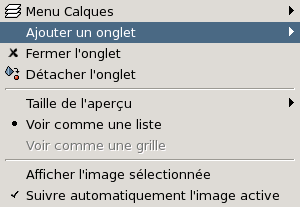 Menu Calques
Ajouter un onglet
Fermer l'onglet
Détacher l'onglet
Taille de l'aperçu
Voir comme une liste
Voir comme une grille
Afficher l'image sélectionnée
Suivre automatiquement l'image active